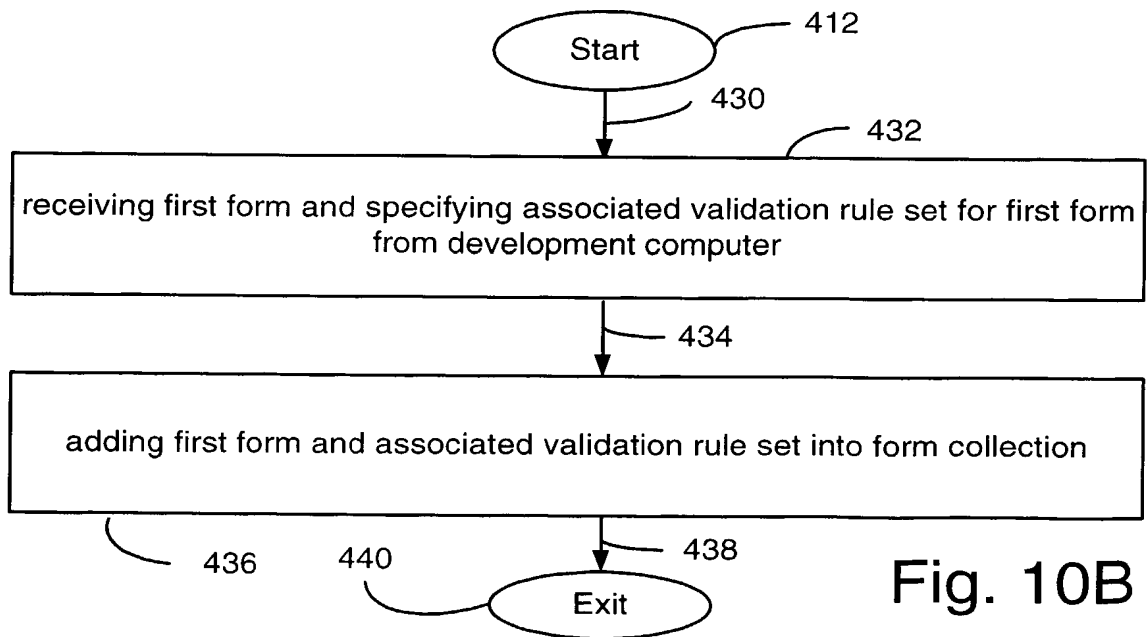 412
Start
430
432
receiving first form and specifying associated validation rule set for first form
from development computer
434
adding first form and associated validation rule set into form collection
436
440
438
Exit
Fig. 10B